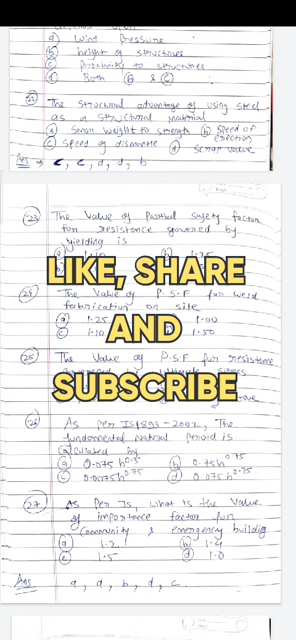 a) Wind Pressure
b) height of structures
c) Proximity to structures
d) Both b & c
22 The structural advantage of using steel
as a structural material
a) Small weight to strength b) speed of
erection
c) speed of dismantle d) Scrap value
Ans → c, c, d, d, b
23 The Value of Partial Safety factor
for resistance governed by
yielding is
LIKE, SHARE
24 The Value of P.S.F for weld
fabrication on site
a) 1.25 1.00
AND
c) 1.10 d) 1.50
25 The Value of P.S.F for resistance
SUBSCRIBE
26 As per IS 1893-2002, The
fundamental Natural period is
calculated by
a) 0.075 h^0.5 b) 0.75 h^0.75
c) 0.0075 h^0.75 d) 0.075 h^0.75
27 As Per Is, what is the Value
of importance factor for
Community & emergency building
a) 1.2 b) 1.4
c) 1.5 d) 1.0
Ans a, d, b, d, c